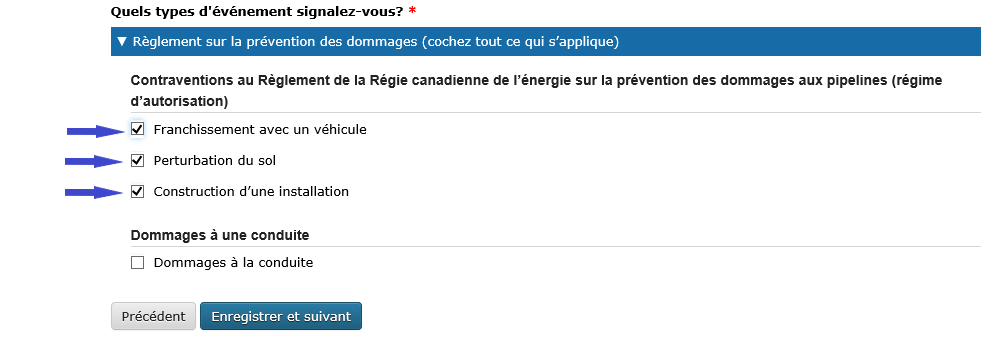 Quels types d'événement signalez-vous? *
▼ Règlement sur la prévention des dommages (cochez tout ce qui s’applique)
Contraventions au Règlement de la Régie canadienne de l’énergie sur la prévention des dommages aux pipelines (régime
d’autorisation)
Franchissement avec un véhicule
Perturbation du sol
Construction d’une installation
Dommages à une conduite
Dommages à la conduite
Précédent Enregistrer et suivant